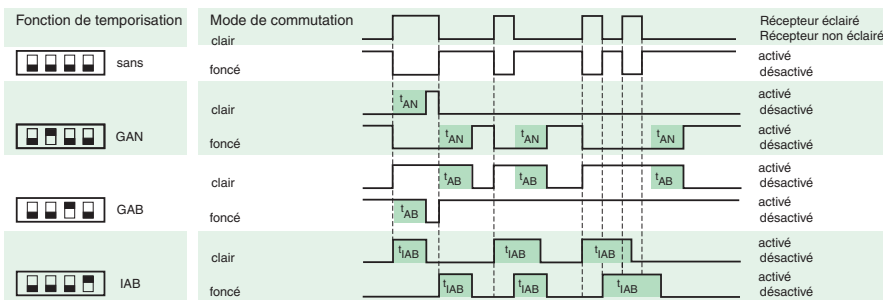 Fonction de temporisation
Mode de commutation
clair
Récepteur éclairé
Récepteur non éclairé
sans
foncé
activé
désactivé
clair
tAN
activé
désactivé
GAN
foncé
tAN tAN tAN
activé
désactivé
clair
tAB tAB tAB
activé
désactivé
GAB
foncé
tAB
activé
désactivé
clair
tIAB tIAB tIAB
activé
désactivé
IAB
foncé
tIAB tIAB tIAB
activé
désactivé